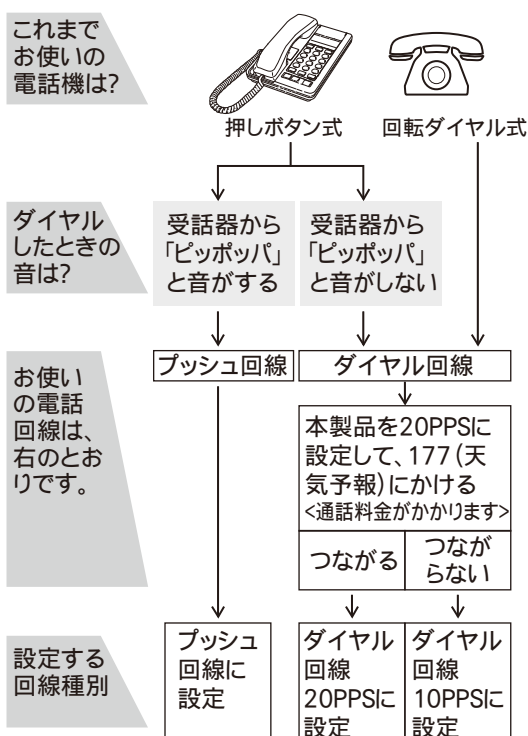 これまで
お使いの
電話機は?
押しボタン式
回転ダイヤル式
ダイヤル
したときの
音は?
受話器から
「ピッポッパ」
と音がする
受話器から
「ピッポッパ」
と音がしない
お使い
の電話
回線は、
右のとお
りです。
プッシュ回線
ダイヤル回線
本製品を20PPSに
設定して、177(天
気予報)にかける
<通話料金がかかります>
つながる
つなが
らない
設定する
回線種別
プッシュ
回線に
設定
ダイヤル
回線
20PPSに
設定
ダイヤル
回線
10PPSに
設定